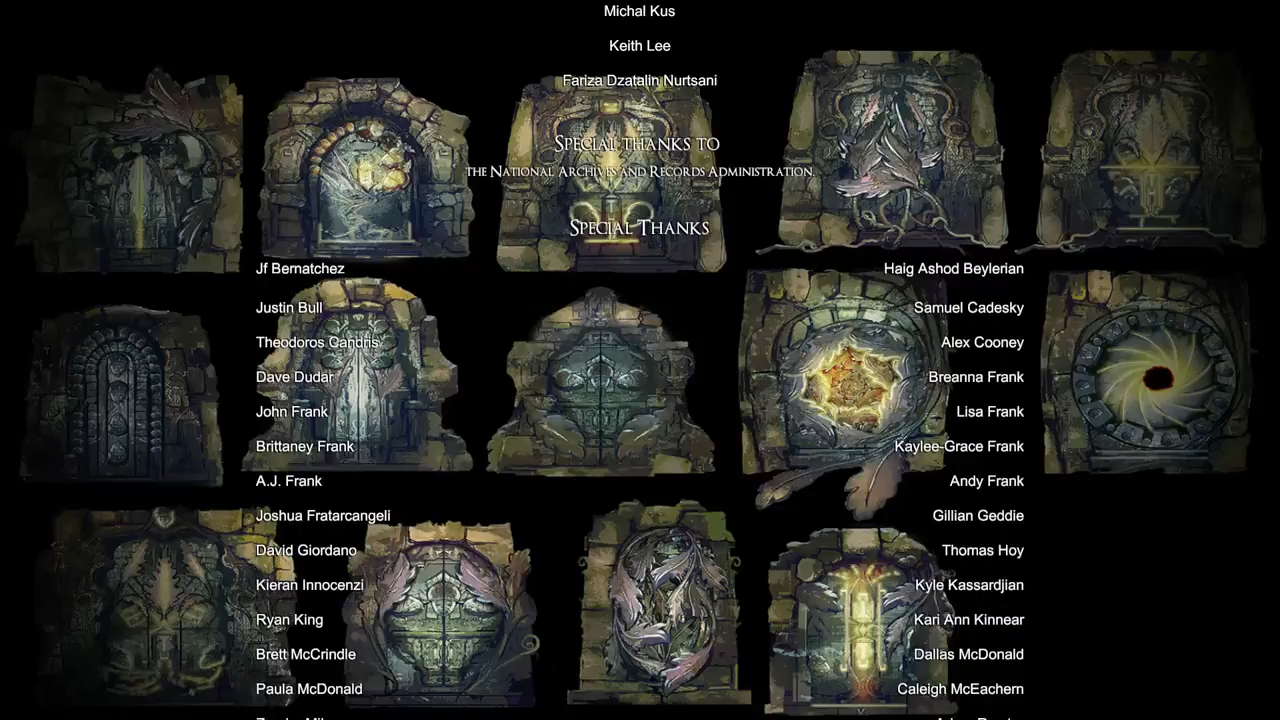 Michal Kus
Keith Lee
Fariza Dzatalin Nurtsani
Special thanks to
the National Archives and Records Administration.
Special Thanks
Jf Bernatchez
Haig Ashod Beylerian
Justin Bull
Samuel Cadesky
Theodoros Candris
Alex Cooney
Dave Dudar
Breanna Frank
John Frank
Lisa Frank
Brittaney Frank
Kaylee-Grace Frank
A.J. Frank
Andy Frank
Joshua Fratarcangeli
Gillian Geddie
David Giordano
Thomas Hoy
Kieran Innocenzi
Kyle Kassardjian
Ryan King
Kari Ann Kinnear
Brett McCrindle
Dallas McDonald
Paula McDonald
Caleigh McEachern